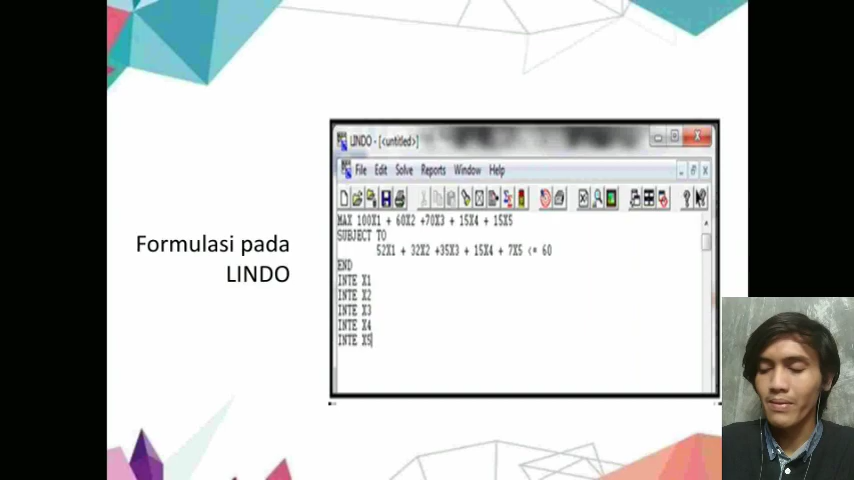 LINDO - [<untitled>]
File Edit Solve Reports Window Help
MAX 100X1 + 60X2 +70X3 + 15X4 + 15X5
SUBJECT TO
52X1 + 32X2 +35X3 + 15X4 + 7X5 <= 60
END
INTE X1
INTE X2
INTE X3
INTE X4
INTE X5
Formulasi pada
LINDO